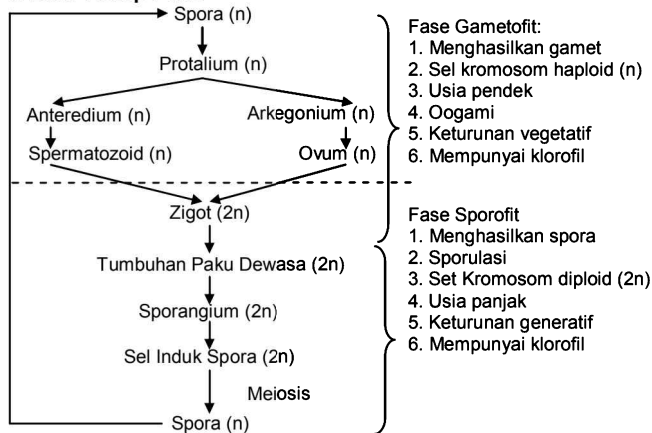 Spora (n)
Protalium (n)
Anteredium (n)
Arkegonium (n)
Spermatozoid (n)
Ovum (n)
Zigot (2n)
Tumbuhan Paku Dewasa (2n)
Sporangium (2n)
Sel Induk Spora (2n)
Meiosis
Spora (n)
Fase Gametofit:
1. Menghasilkan gamet
2. Sel kromosom haploid (n)
3. Usia pendek
4. Oogami
5. Keturunan vegetatif
6. Mempunyai klorofil
Fase Sporofit
1. Menghasilkan spora
2. Sporulasi
3. Set Kromosom diploid (2n)
4. Usia panjak
5. Keturunan generatif
6. Mempunyai klorofil